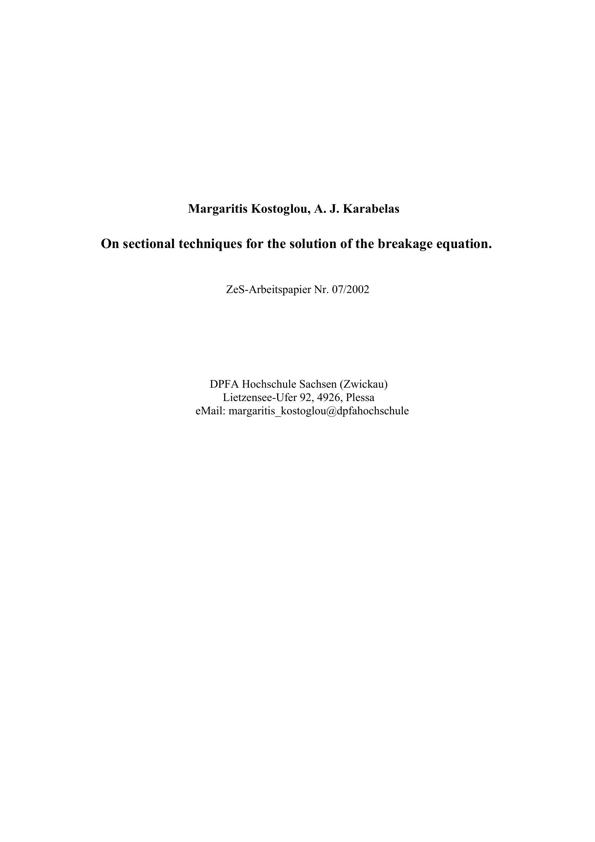 Margaritis Kostoglou, A. J. Karabelas
On sectional techniques for the solution of the breakage equation.
ZeS-Arbeitspapier Nr. 07/2002
DPFA Hochschule Sachsen (Zwickau)
Lietzensee-Ufer 92, 4926, Plessa
eMail: margaritis_kostoglou@dpfahochschule